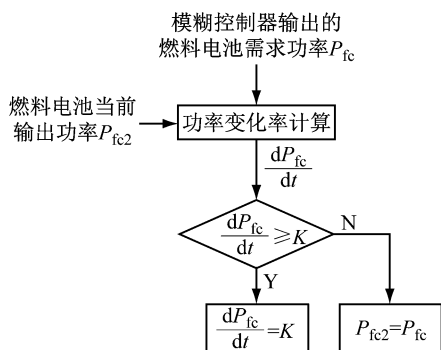 模糊控制器输出的
燃料电池需求功率Pfc
燃料电池当前
输出功率Pfc2
功率变化率计算
dPfc
dt
dPfc
dt ≥K
N
Y
dPfc
dt =K
Pfc2=Pfc